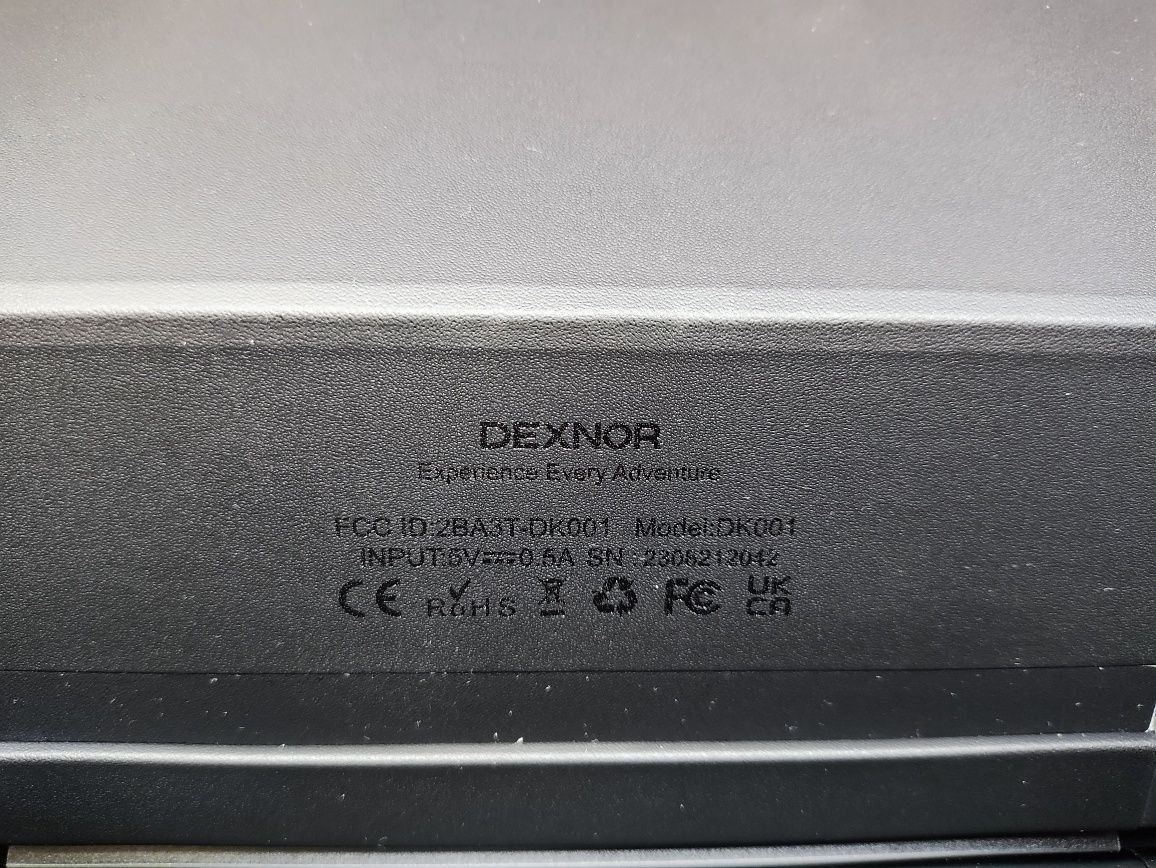 DEXNOR
Experience Every Adventure
FCC ID:2BA3T-DK001 Model:DK001
INPUT:5V⎓0.5A SN : 2306212042
CE RoHS FC UK CA